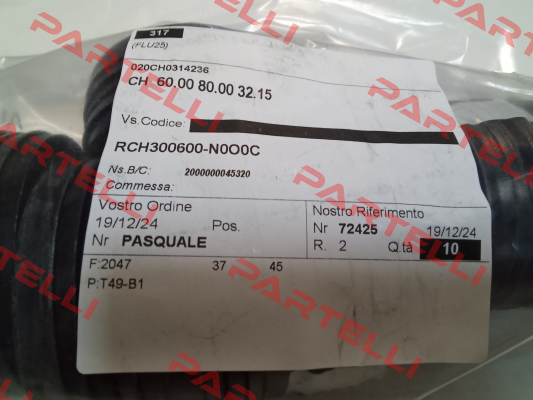 317
(FLU25)
020CH0314236
CH 60.00 80.00 32.15
Vs.Codice:
RCH300600-N0O0C
Ns.B/C: 2000000045320
Commessa:
Vostro Ordine
19/12/24 Pos.
Nr PASQUALE
Nostro Riferimento
Nr 72425 19/12/24
R. 2 Q.tà 10
F:2047 37 45
P:T49-B1
PARTELLI
PARTELLI
PARTELLI
PARTELLI
PARTELLI
PARTELLI